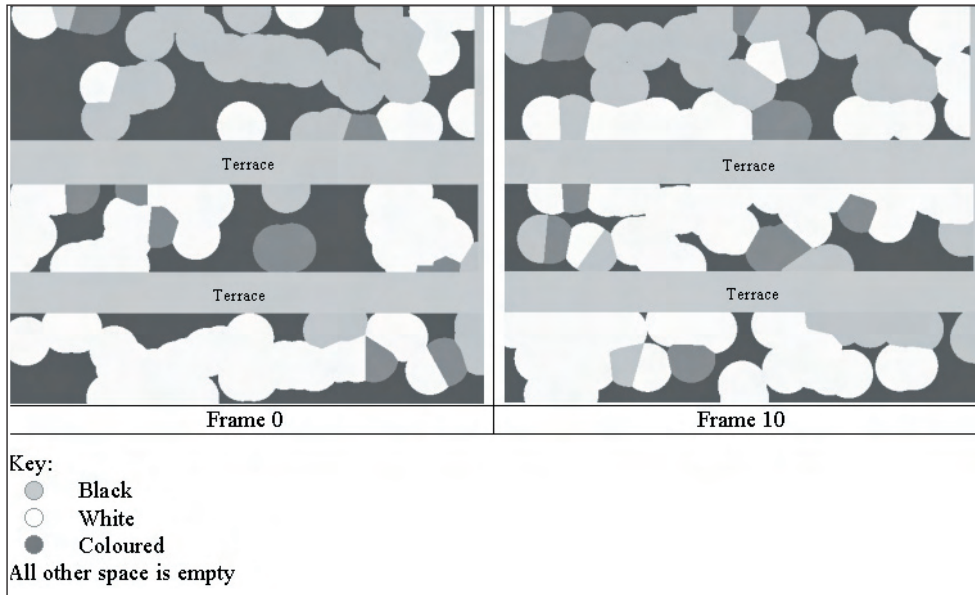 Terrace
Terrace
Terrace
Terrace
Frame 0
Frame 10
Key:
Black
White
Coloured
All other space is empty